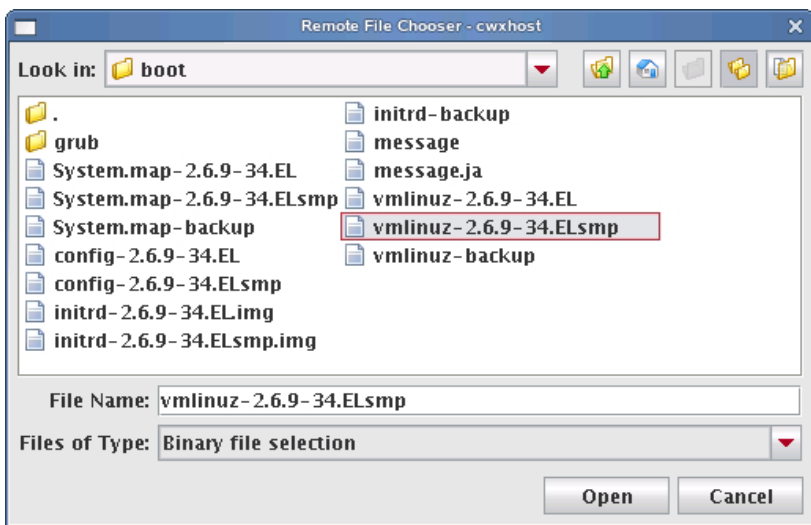 Remote File Chooser - cwxhost
Look in: boot
.
grub
System.map-2.6.9-34.EL
System.map-2.6.9-34.ELsmp
System.map-backup
config-2.6.9-34.EL
config-2.6.9-34.ELsmp
initrd-2.6.9-34.EL.img
initrd-2.6.9-34.ELsmp.img
initrd-backup
message
message.ja
vmlinuz-2.6.9-34.EL
vmlinuz-2.6.9-34.ELsmp
vmlinuz-backup
File Name: vmlinuz-2.6.9-34.ELsmp
Files of Type: Binary file selection
Open Cancel